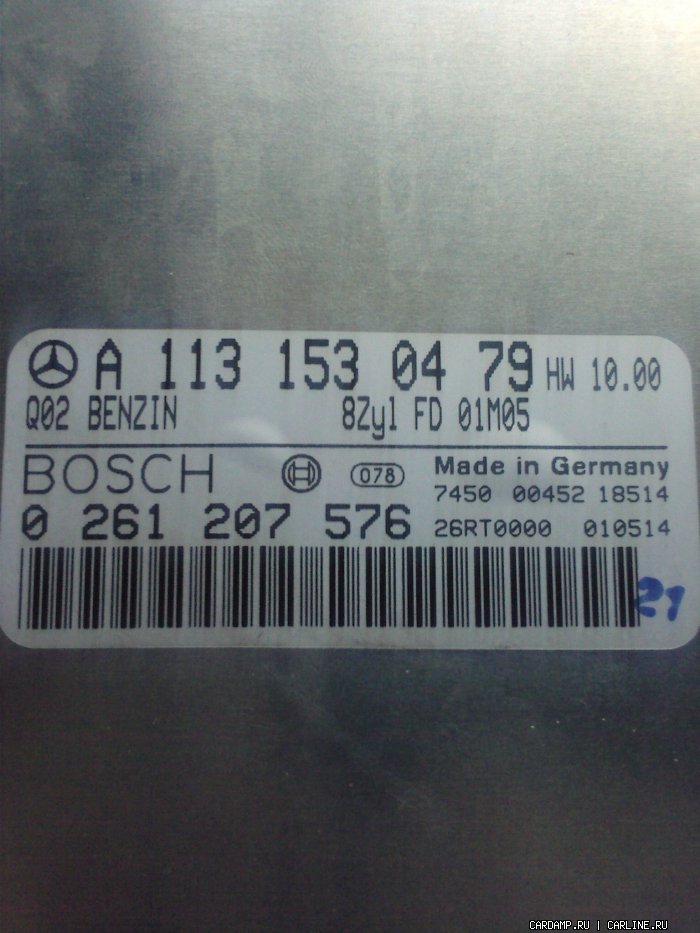 A 113 153 04 79 HW 10.00
Q02 BENZIN 8Zyl FD 01M05
BOSCH 078 Made in Germany
7450 00452 18514
0 261 207 576 26RT0000 010514
21
CARDAMP.RU | CARLINE.RU